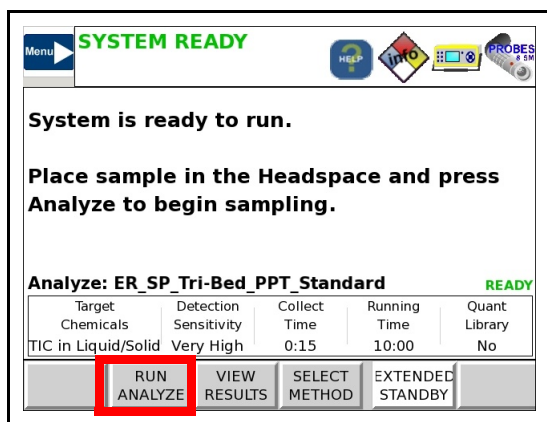 Menu
SYSTEM READY
HELP
info
PROBES
& SM
System is ready to run.
Place sample in the Headspace and press
Analyze to begin sampling.
Analyze: ER_SP_Tri-Bed_PPT_Standard
READY
Target Detection Collect Running Quant
Chemicals Sensitivity Time Time Library
TIC in Liquid/Solid Very High 0:15 10:00 No
RUN VIEW SELECT EXTENDED
ANALYZE RESULTS METHOD STANDBY